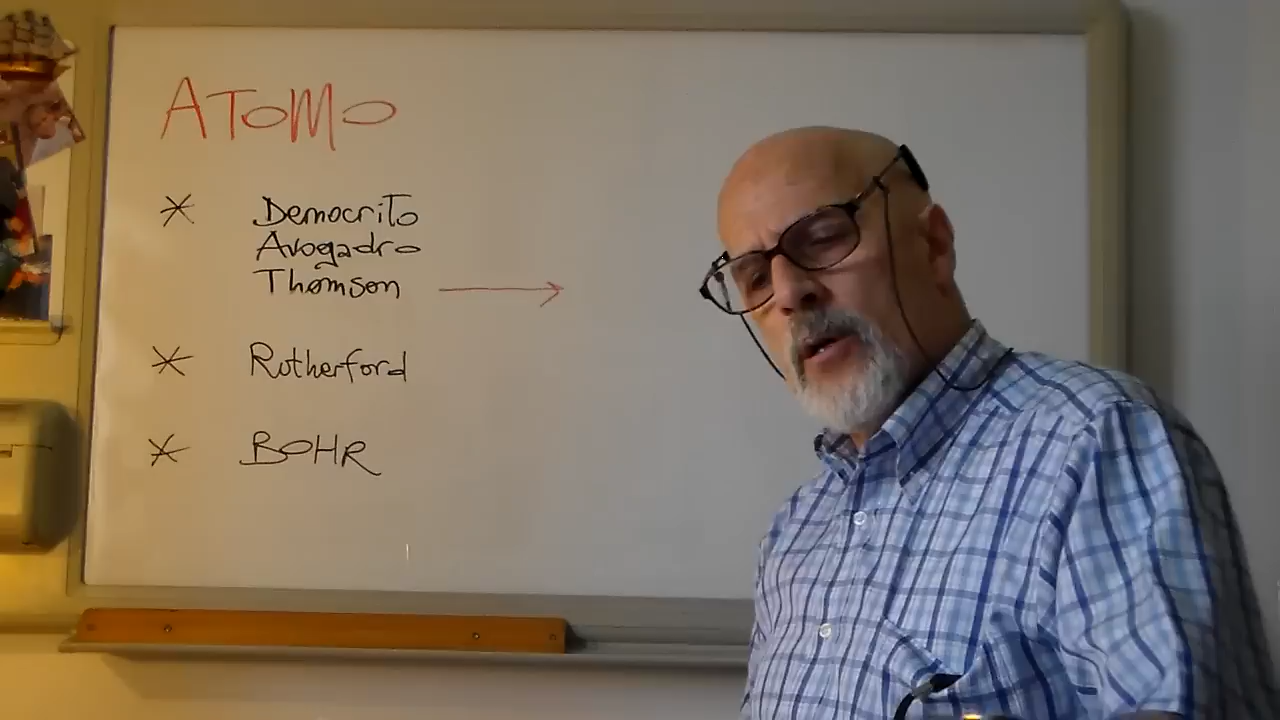 ATOMO
* Democrito
Avogadro
Thomson →
* Rutherford
* BOHR